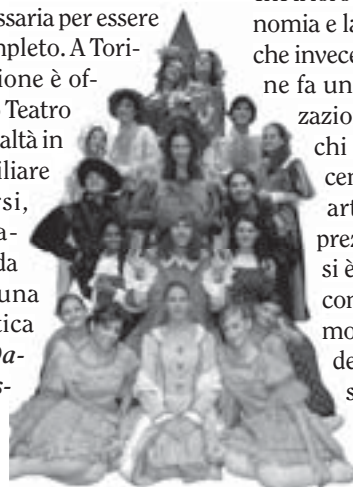 ssaria per essere
mpleto. A Tori-
ione è of-
o Teatro
altà in
iliare
rsi,
a-
da
una
tica
Da-
s-
nomia e la
che invece
ne fa un
zazio
chi
cen
art
prez
si è
con
mo
de
s